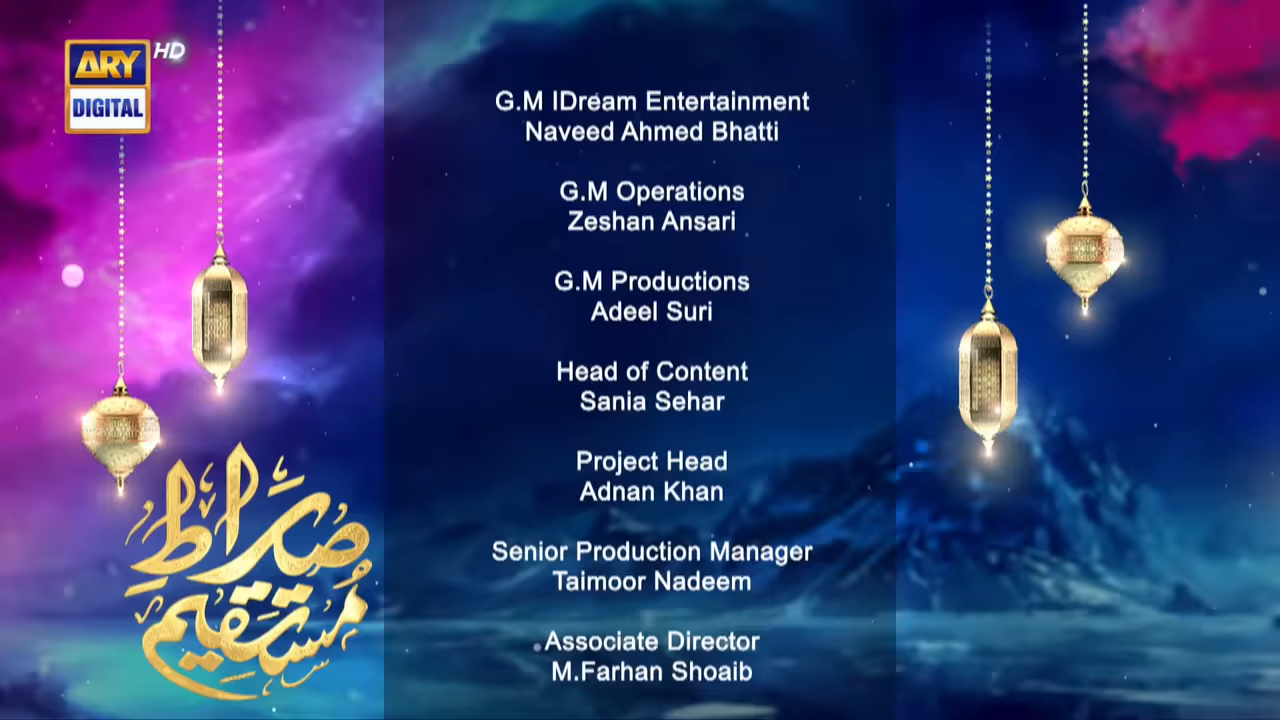 ARY
HD
DIGITAL
G.M IDream Entertainment
Naveed Ahmed Bhatti
G.M Operations
Zeshan Ansari
G.M Productions
Adeel Suri
Head of Content
Sania Sehar
Project Head
Adnan Khan
Senior Production Manager
Taimoor Nadeem
Associate Director
M.Farhan Shoaib
صراطِ
مُستقیم